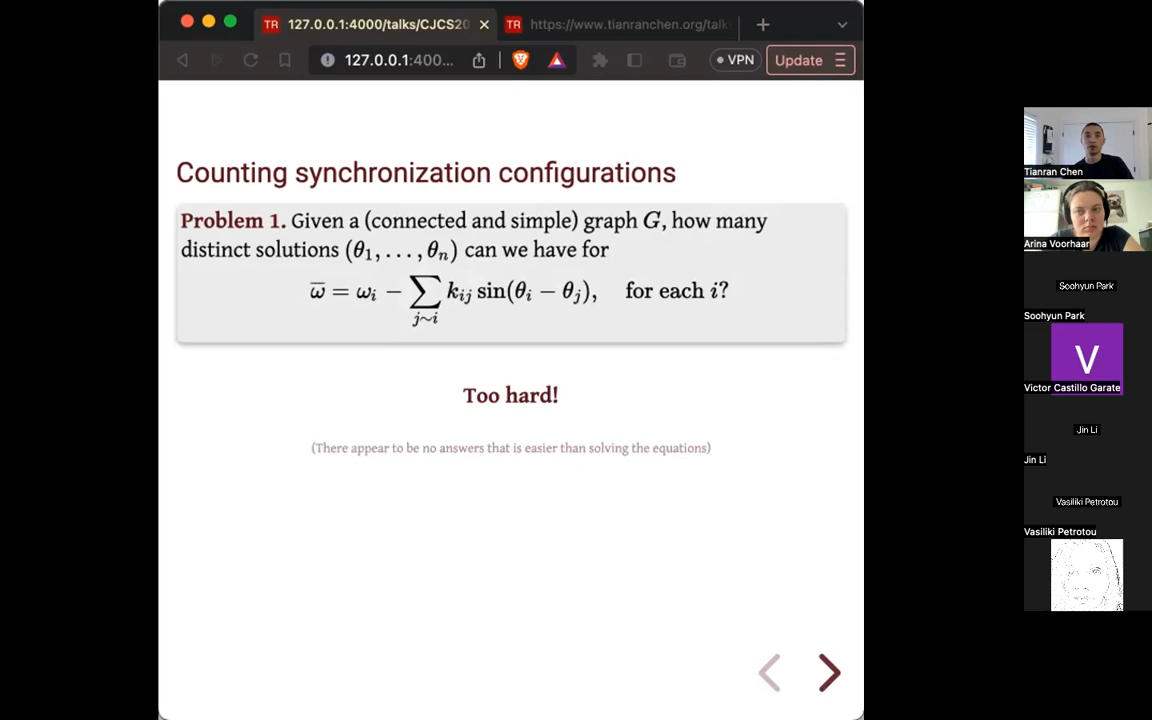 TR 127.0.0.1:4000/talks/CJCS20
TR https://www.tianranchen.org/talk
127.0.0.1:400...
VPN
Update
Counting synchronization configurations
Problem 1. Given a (connected and simple) graph G, how many
distinct solutions (θ₁, . . . , θₙ) can we have for
ω̅ = ωᵢ − ∑_{j∼i} k_{ij} sin(θᵢ − θⱼ), for each i?
Too hard!
(There appear to be no answers that is easier than solving the equations)
Tianran Chen
Arina Voorhaar
Soohyun Park
Soohyun Park
V
Victor Castillo Garate
Jin Li
Jin Li
Vasiliki Petrotou
Vasiliki Petrotou